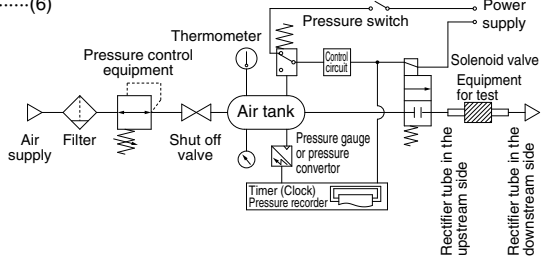 ······(6)
Power
supply
Pressure switch
Thermometer
Pressure control
equipment
Control
circuit
Solenoid valve
Equipment
for test
Air tank
Air
supply
Filter
Shut off
valve
Pressure gauge
or pressure
convertor
Timer (Clock)
Pressure recorder
Rectifier tube in the
upstream side
Rectifier tube in the
downstream side